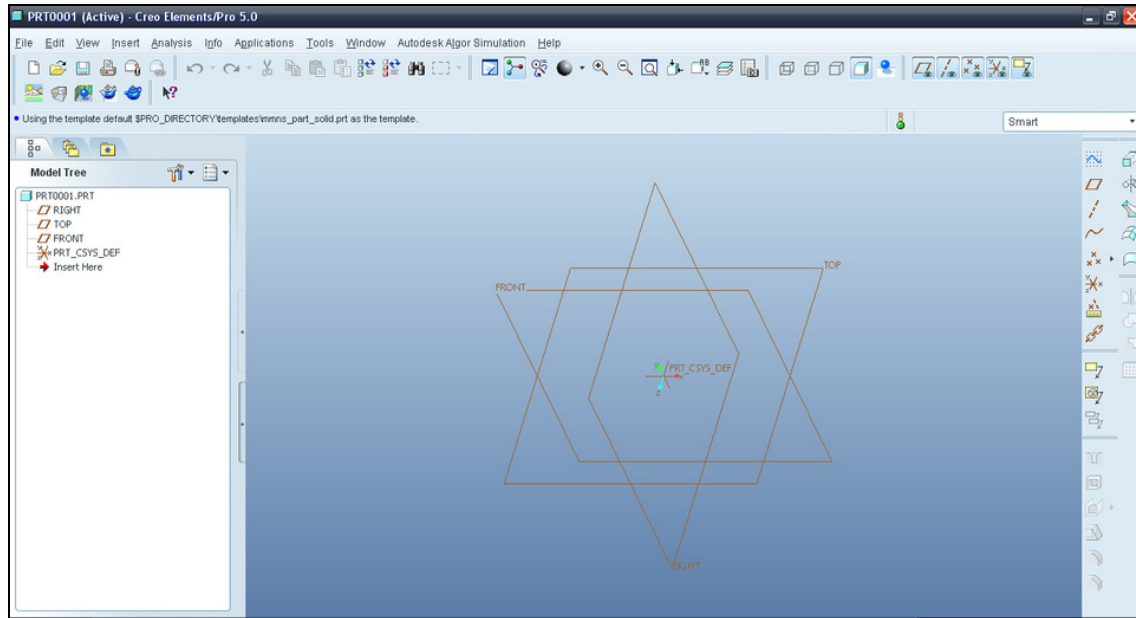 PRT0001 (Active) - Creo Elements/Pro 5.0
File Edit View Insert Analysis Info Applications Tools Window Autodesk Algor Simulation Help
• Using the template default $PRO_DIRECTORY\templates\mmns_part_solid.prt as the template.
Smart
Model Tree
PRT0001.PRT
RIGHT
TOP
FRONT
PRT_CSYS_DEF
Insert Here
TOP
FRONT
PRT_CSYS_DEF
Y
X
Z
RIGHT